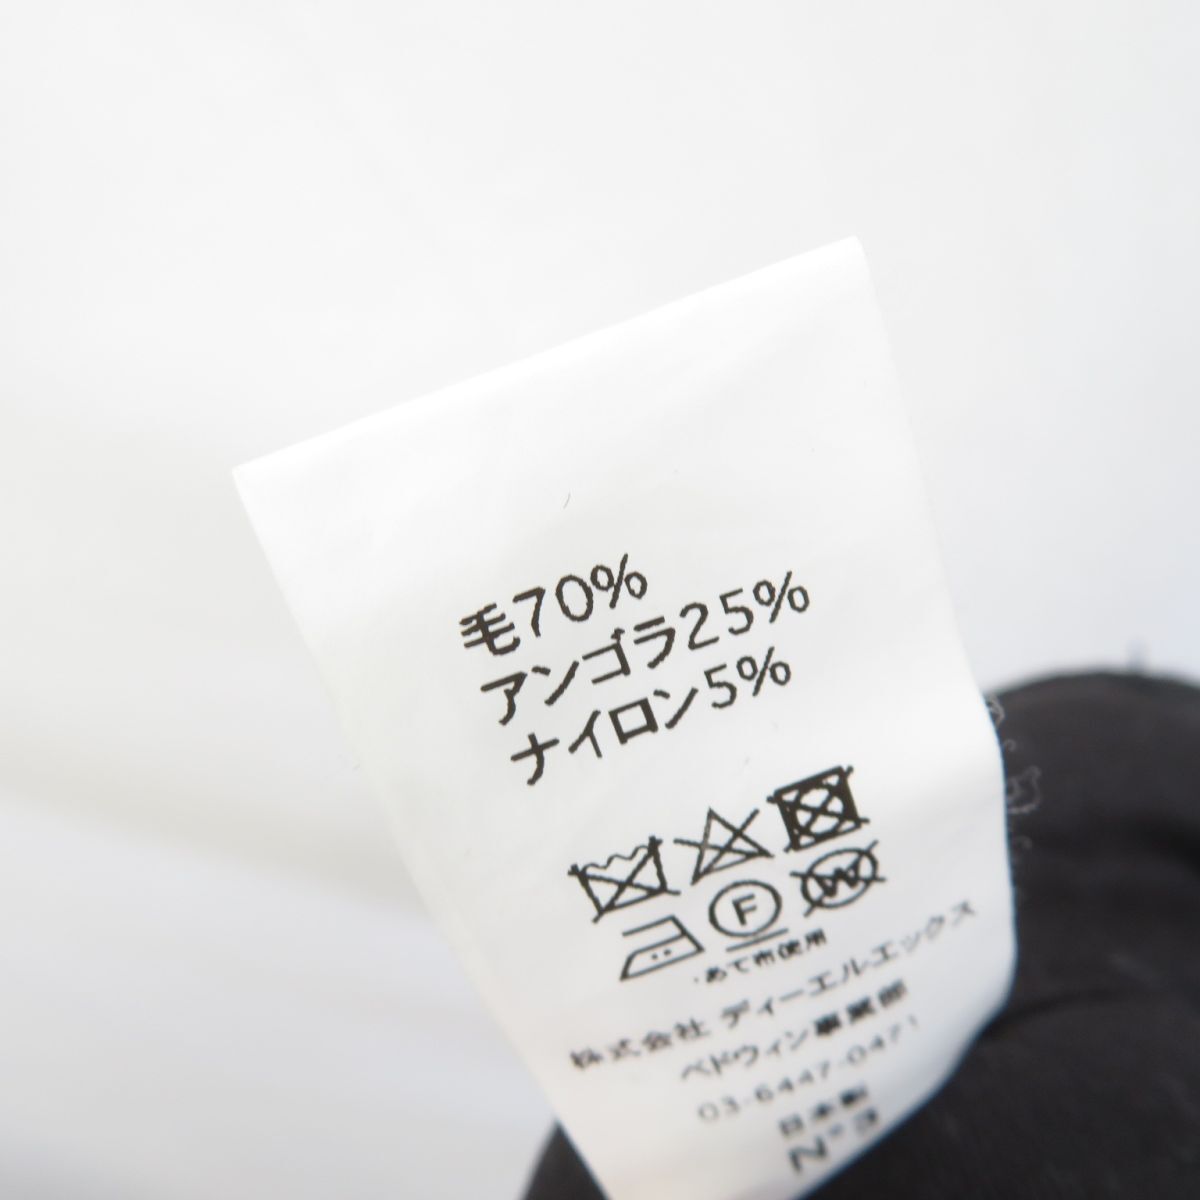 毛70%
アンゴラ25%
ナイロン5%
F W
・あて布使用
株式会社 ディーエルエックス
ベドウィン事業部
03-6447-0471
日本製
N°3